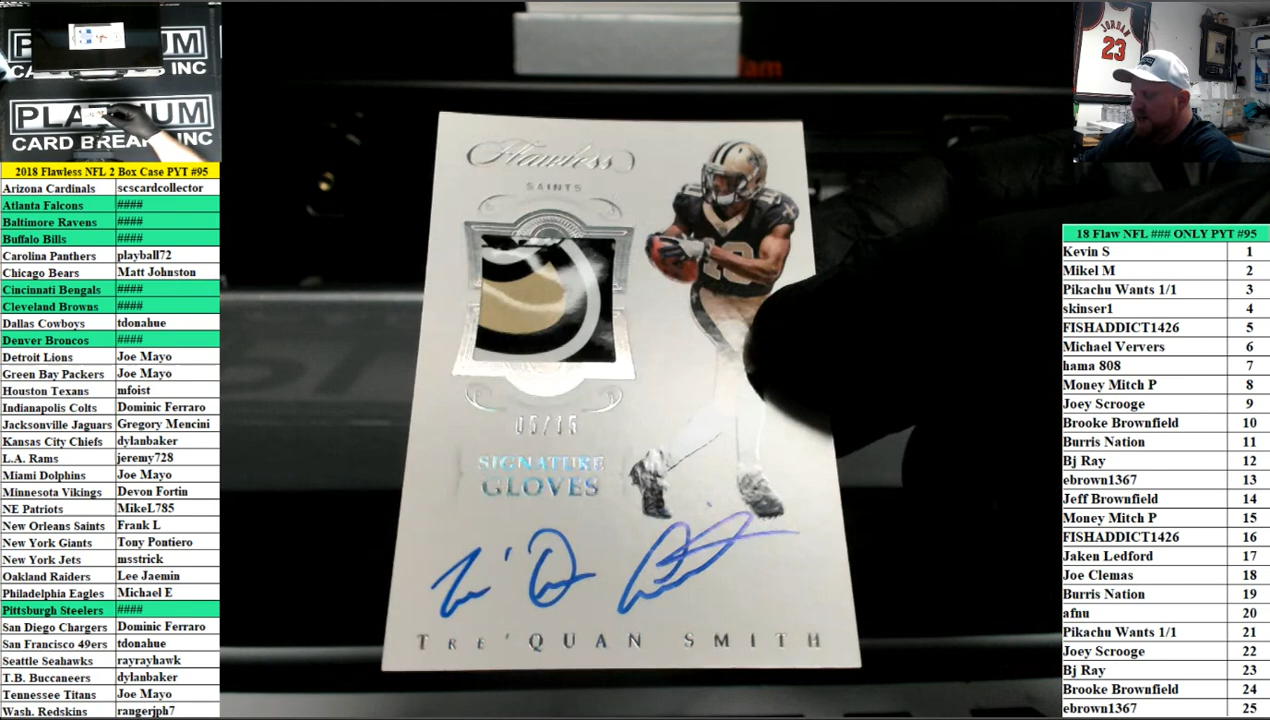 PLATINUM
CARD BREAKS INC
2018 Flawless NFL 2 Box Case PYT #95
Arizona Cardinals scscardcollector
Atlanta Falcons ####
Baltimore Ravens ####
Buffalo Bills ####
Carolina Panthers playball72
Chicago Bears Matt Johnston
Cincinnati Bengals ####
Cleveland Browns ####
Dallas Cowboys tdonahue
Denver Broncos ####
Detroit Lions Joe Mayo
Green Bay Packers Joe Mayo
Houston Texans mfoist
Indianapolis Colts Dominic Ferraro
Jacksonville Jaguars Gregory Mencini
Kansas City Chiefs dylanbaker
L.A. Rams jeremy728
Miami Dolphins Joe Mayo
Minnesota Vikings Devon Fortin
NE Patriots MikeL785
New Orleans Saints Frank L
New York Giants Tony Pontiero
New York Jets msstrick
Oakland Raiders Lee Jaemin
Philadelphia Eagles Michael E
Pittsburgh Steelers ####
San Diego Chargers Dominic Ferraro
San Francisco 49ers tdonahue
Seattle Seahawks rayrayhawk
T.B. Buccaneers dylanbaker
Tennessee Titans Joe Mayo
Wash. Redskins rangerjph7
Flawless
SAINTS
05/15
SIGNATURE
GLOVES
TRE'QUAN SMITH
JORDAN
23
18 Flaw NFL ### ONLY PYT #95
Kevin S 1
Mikel M 2
Pikachu Wants 1/1 3
skinser1 4
FISHADDICT1426 5
Michael Ververs 6
hama 808 7
Money Mitch P 8
Joey Scrooge 9
Brooke Brownfield 10
Burris Nation 11
Bj Ray 12
ebrown1367 13
Jeff Brownfield 14
Money Mitch P 15
FISHADDICT1426 16
Jaken Ledford 17
Joe Clemas 18
Burris Nation 19
afnu 20
Pikachu Wants 1/1 21
Joey Scrooge 22
Bj Ray 23
Brooke Brownfield 24
ebrown1367 25